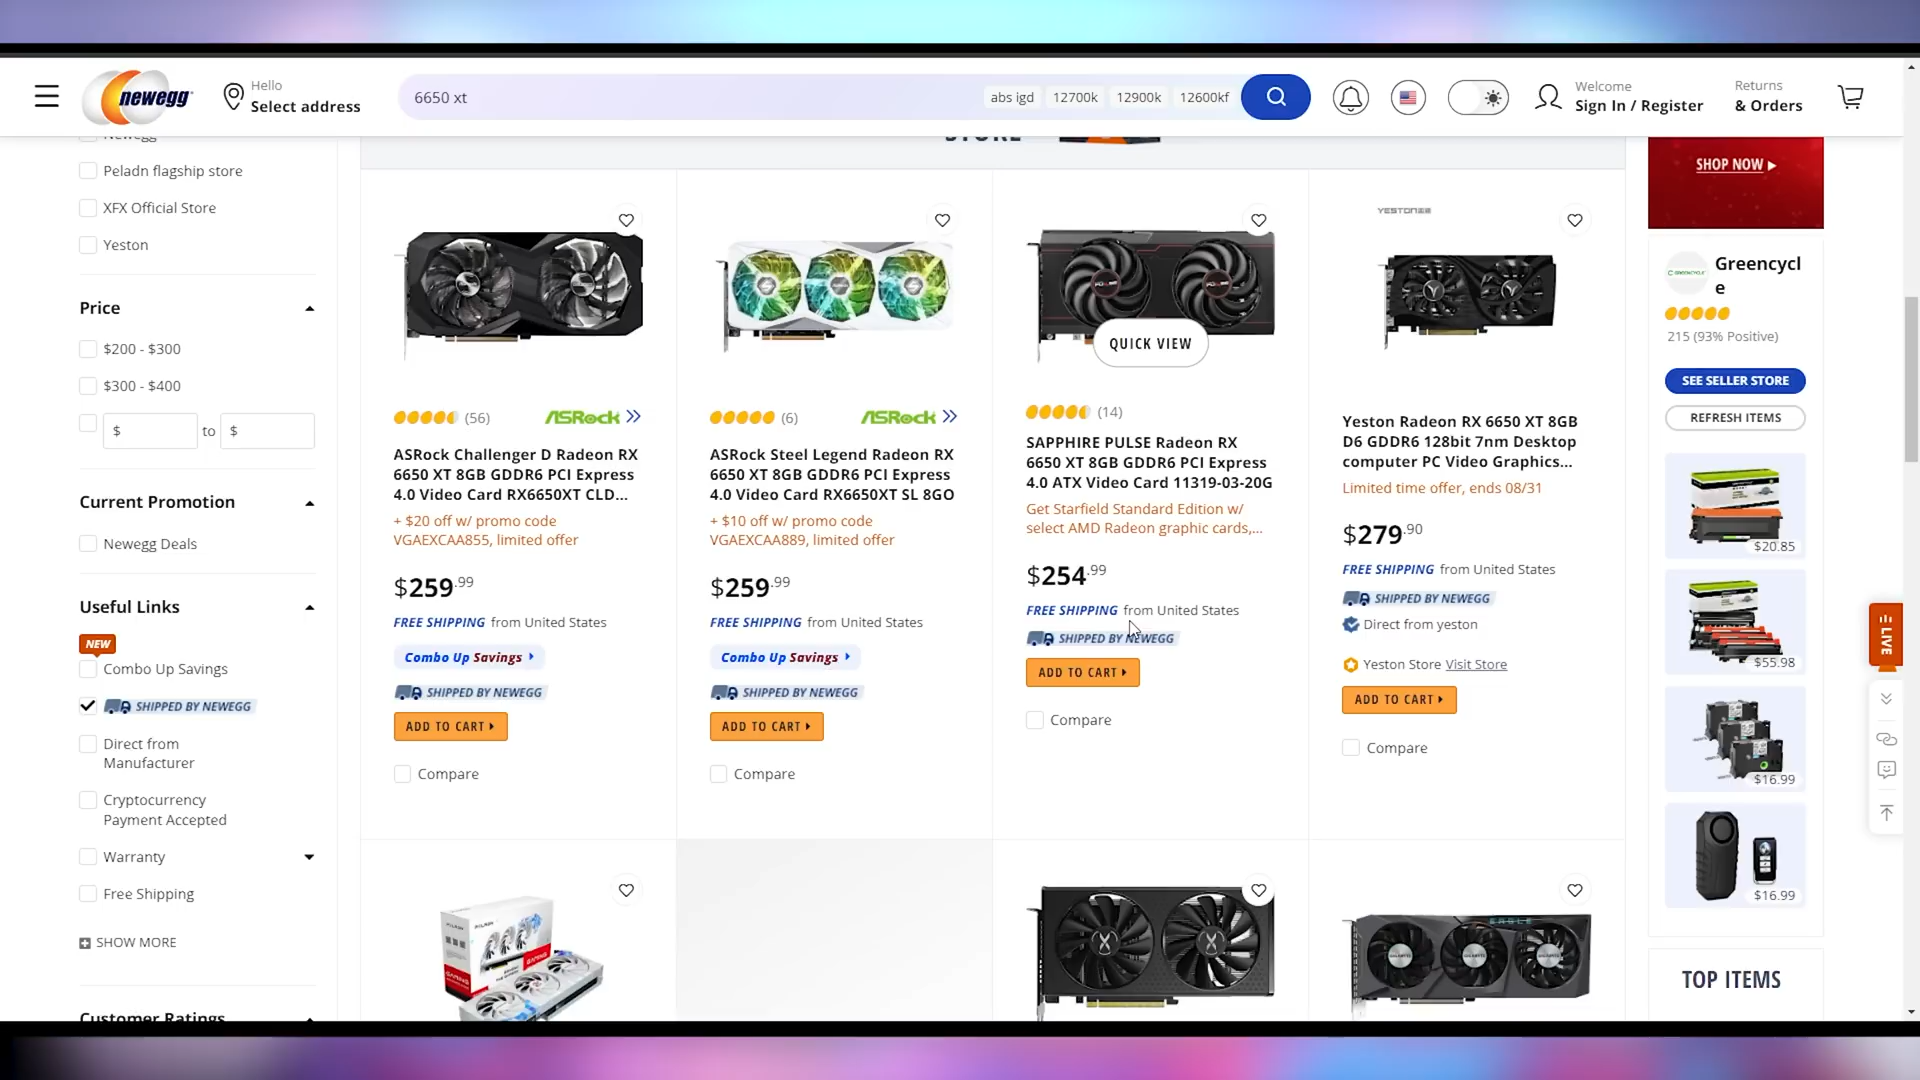 newegg
Hello
Select address
6650 xt
abs igd
12700k
12900k
12600kf
Welcome
Sign In / Register
Returns
& Orders
Newegg
Peladn flagship store
XFX Official Store
Yeston
Price
$200 - $300
$300 - $400
$ to $
Current Promotion
Newegg Deals
Useful Links
NEW
Combo Up Savings
SHIPPED BY NEWEGG
Direct from
Manufacturer
Cryptocurrency
Payment Accepted
Warranty
Free Shipping
SHOW MORE
Customer Ratings
STORE
(56)
ASRock
ASRock Challenger D Radeon RX
6650 XT 8GB GDDR6 PCI Express
4.0 Video Card RX6650XT CLD...
+ $20 off w/ promo code
VGAEXCAA855, limited offer
$259.99
FREE SHIPPING from United States
Combo Up Savings
SHIPPED BY NEWEGG
ADD TO CART
Compare
(6)
ASRock
ASRock Steel Legend Radeon RX
6650 XT 8GB GDDR6 PCI Express
4.0 Video Card RX6650XT SL 8GO
+ $10 off w/ promo code
VGAEXCAA889, limited offer
$259.99
FREE SHIPPING from United States
Combo Up Savings
SHIPPED BY NEWEGG
ADD TO CART
Compare
QUICK VIEW
(14)
SAPPHIRE PULSE Radeon RX
6650 XT 8GB GDDR6 PCI Express
4.0 ATX Video Card 11319-03-20G
Get Starfield Standard Edition w/
select AMD Radeon graphic cards,...
$254.99
FREE SHIPPING from United States
SHIPPED BY NEWEGG
ADD TO CART
Compare
YESTON
Yeston Radeon RX 6650 XT 8GB
D6 GDDR6 128bit 7nm Desktop
computer PC Video Graphics...
Limited time offer, ends 08/31
$279.90
FREE SHIPPING from United States
SHIPPED BY NEWEGG
Direct from yeston
Yeston Store Visit Store
ADD TO CART
Compare
EAGLE
SHOP NOW
GREENCYCLE
Greencycl
e
215 (93% Positive)
SEE SELLER STORE
REFRESH ITEMS
$20.85
$55.98
$16.99
$16.99
TOP ITEMS
LIVE